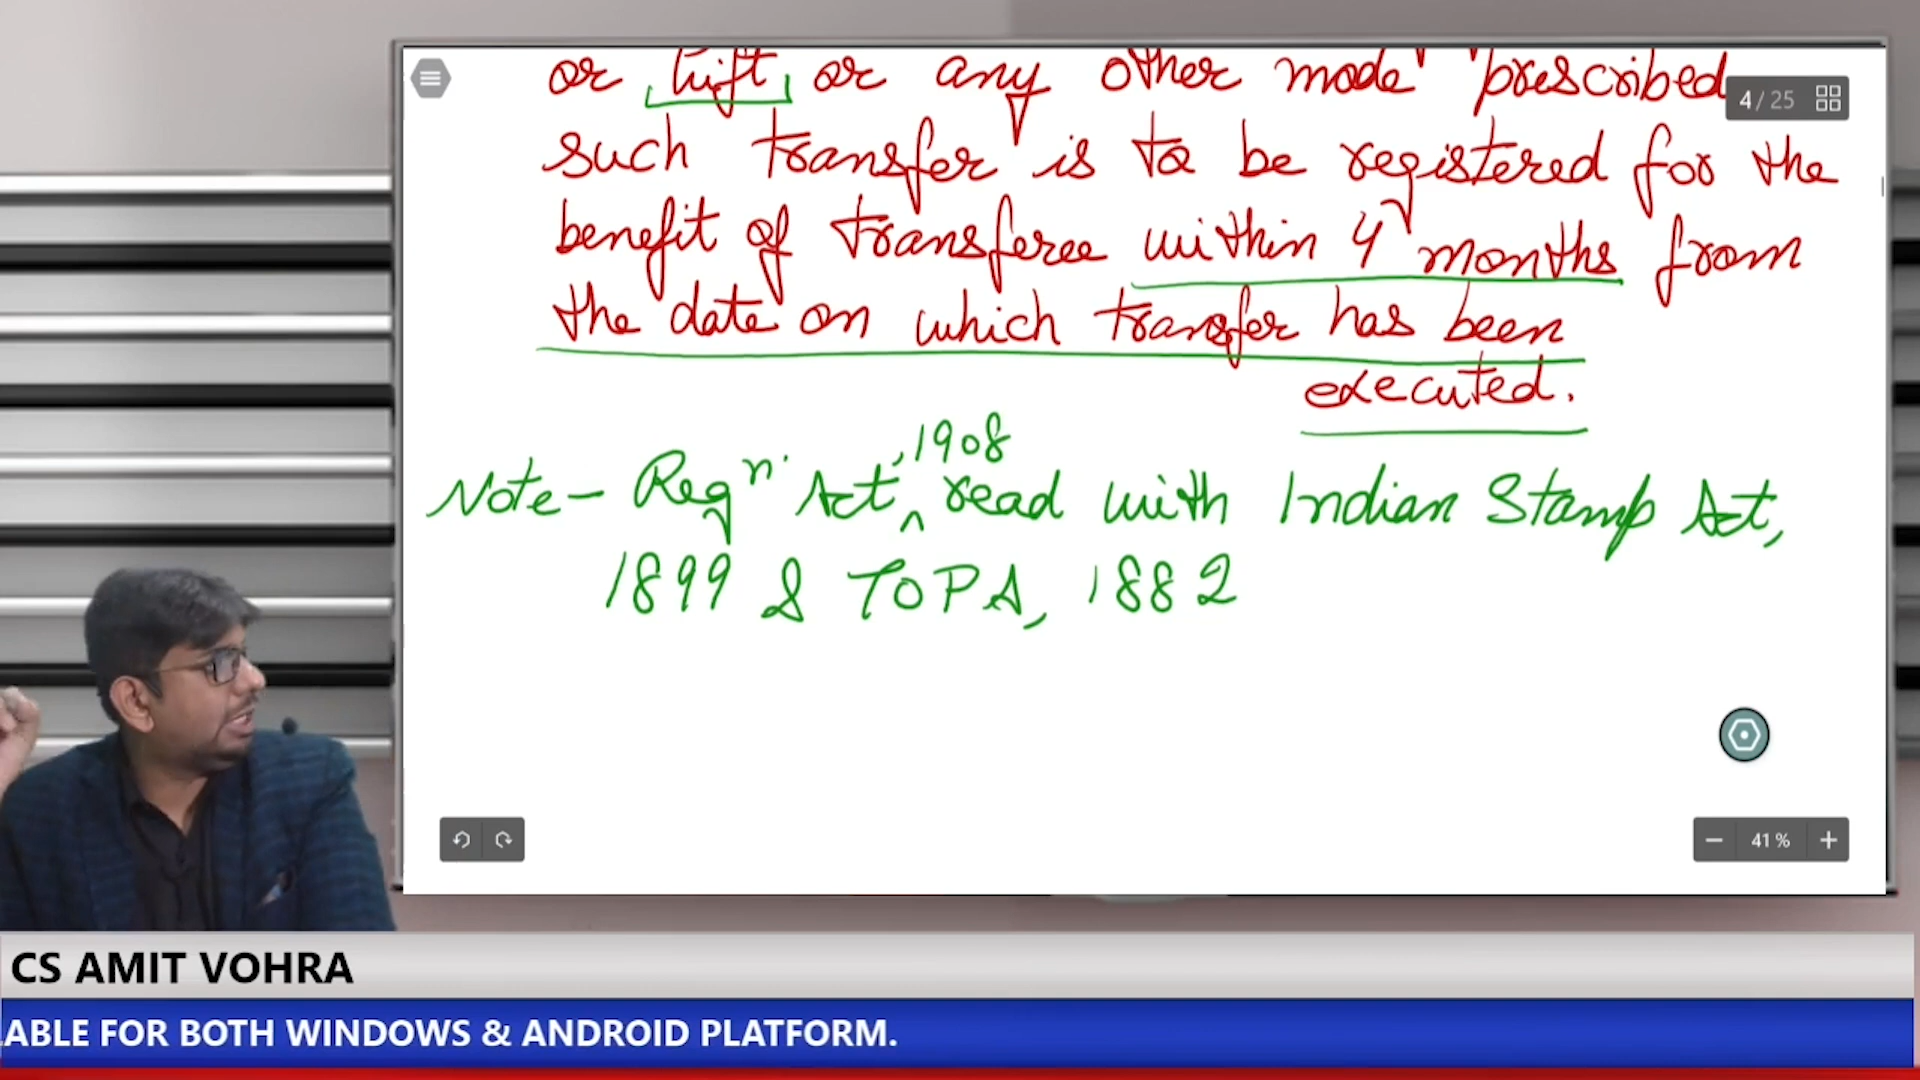 or Gift or any other mode prescribed
4 / 25
such transfer is to be registered for the
benefit of transferee within 4 months from
the date on which transfer has been
executed.
Note - Regn. Act, 1908 read with Indian Stamp Act,
1899 & TOPA, 1882
41 %
CS AMIT VOHRA
ABLE FOR BOTH WINDOWS & ANDROID PLATFORM.